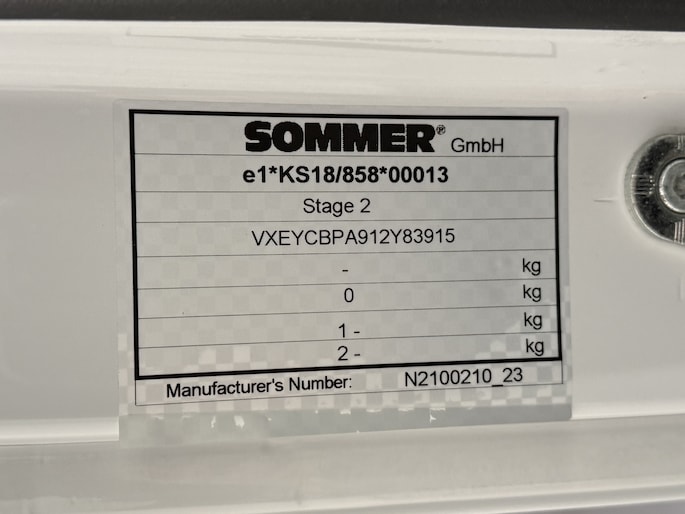 SOMMER® GmbH
e1*KS18/858*00013
Stage 2
VXEYCBPA912Y83915
- kg
0 kg
1 - kg
2 - kg
Manufacturer's Number: N2100210_23